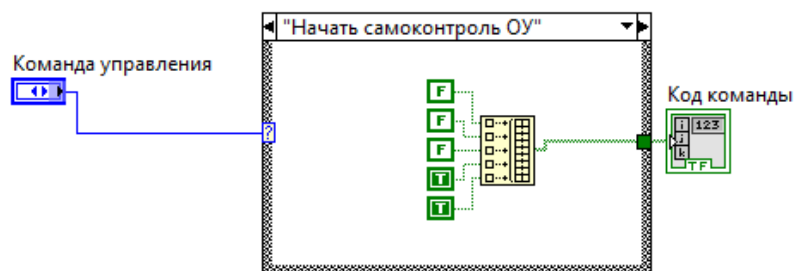 "Начать самоконтроль ОУ"
Команда управления
F
Код команды
F
123
i
j
F
k
TF
T
T
?